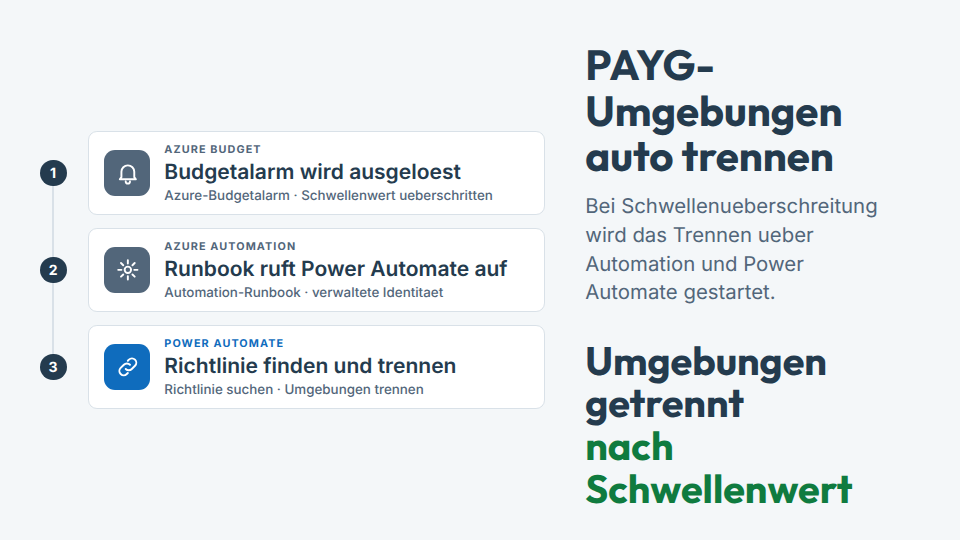 1
AZURE BUDGET
Budgetalarm wird ausgeloest
Azure-Budgetalarm · Schwellenwert ueberschritten
2
AZURE AUTOMATION
Runbook ruft Power Automate auf
Automation-Runbook · verwaltete Identitaet
3
POWER AUTOMATE
Richtlinie finden und trennen
Richtlinie suchen · Umgebungen trennen
PAYG-
Umgebungen
auto trennen
Bei Schwellenueberschreitung
wird das Trennen ueber
Automation und Power
Automate gestartet.
Umgebungen
getrennt
nach
Schwellenwert